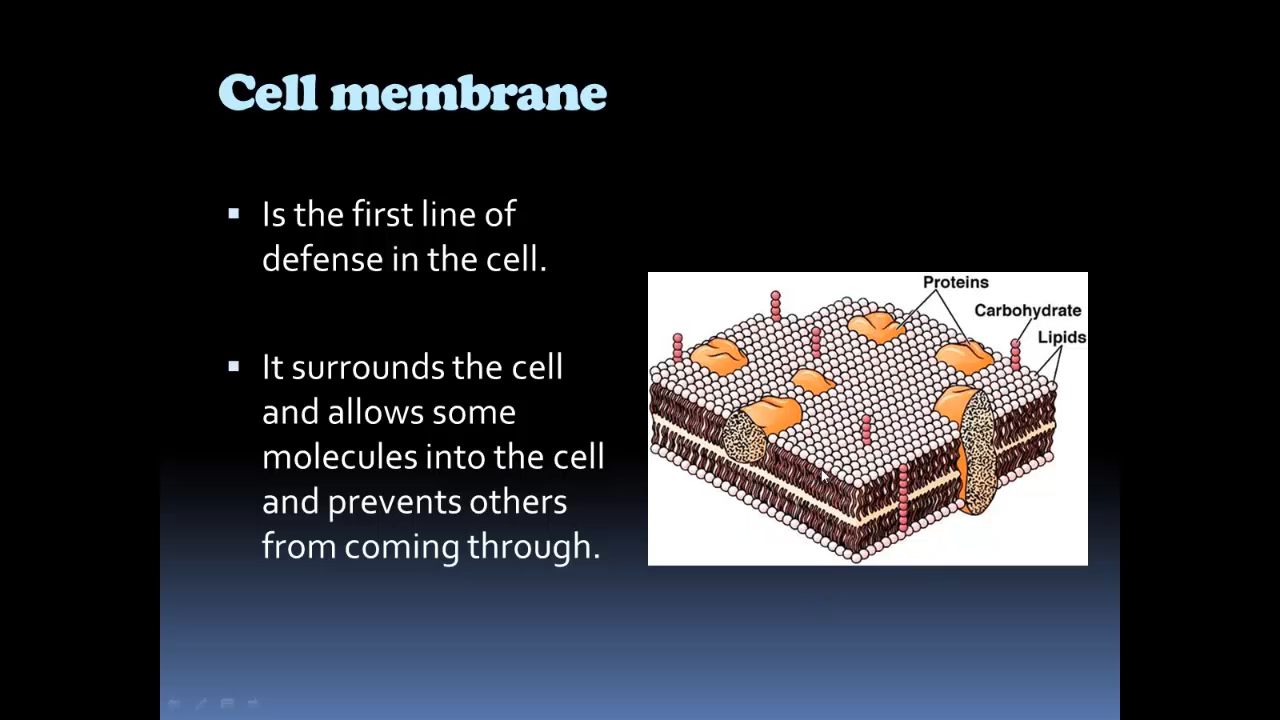 Cell membrane
Is the first line of
defense in the cell.
It surrounds the cell
and allows some
molecules into the cell
and prevents others
from coming through.
Proteins
Carbohydrate
Lipids